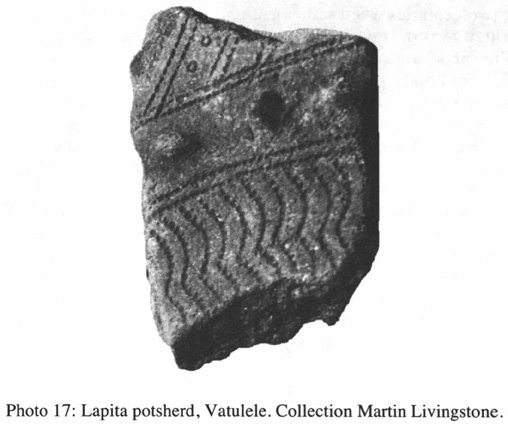 Photo 17: Lapita potsherd, Vatulele. Collection Martin Livingstone.